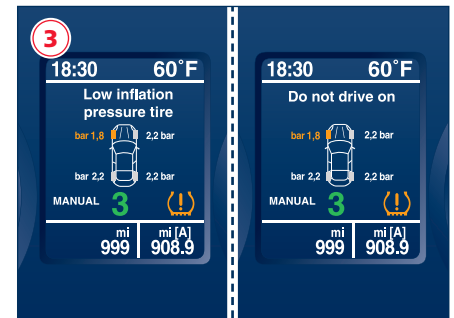 3
18:30 60°F
Low inflation
pressure tire
bar 1,8 2,2 bar
bar 2,2 2,2 bar
MANUAL 3 (!)
mi mi [A]
999 908.9
18:30 60°F
Do not drive on
bar 1,8 2,2 bar
bar 2,2 2,2 bar
MANUAL 3 (!)
mi mi [A]
999 908.9